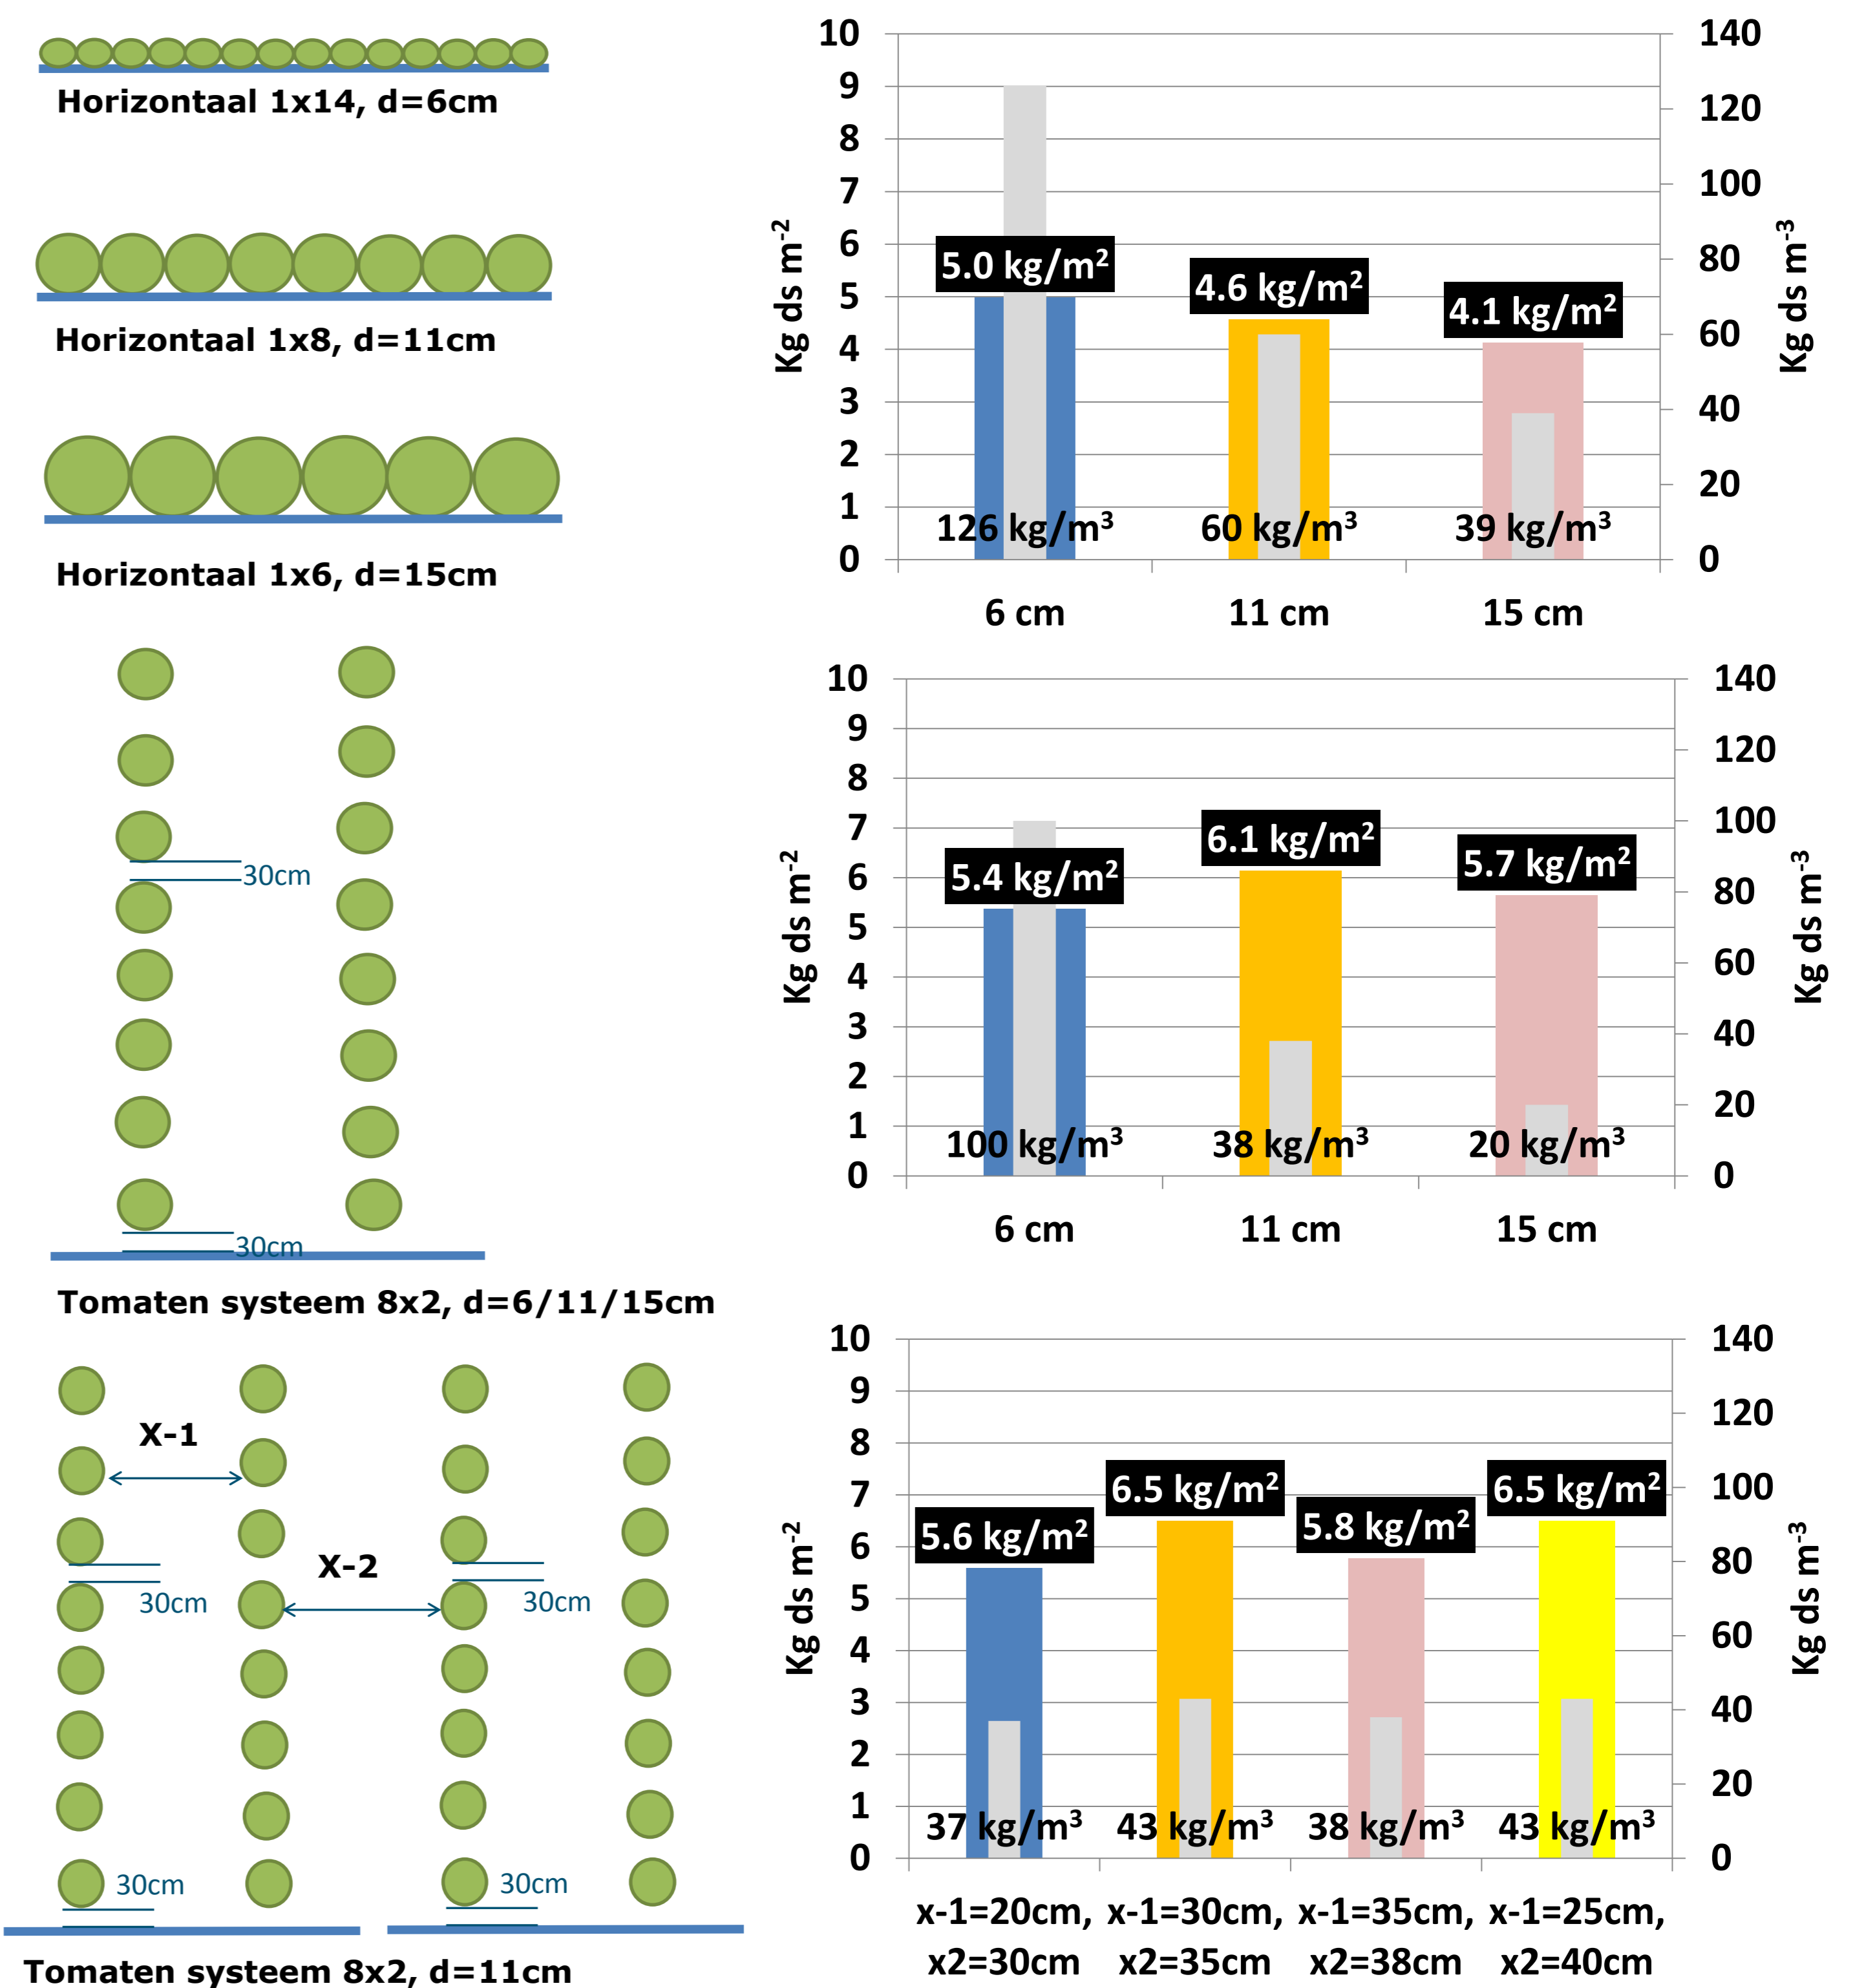 Horizontaal 1x14, d=6cm
Horizontaal 1x8, d=11cm
Horizontaal 1x6, d=15cm
10
9
8
7
6
5
4
3
2
1
0
Kg ds m⁻²
140
120
100
80
60
40
20
0
Kg ds m⁻³
5.0 kg/m²
4.6 kg/m²
4.1 kg/m²
126 kg/m³
60 kg/m³
39 kg/m³
6 cm
11 cm
15 cm
30cm
30cm
Tomaten systeem 8x2, d=6/11/15cm
10
9
8
7
6
5
4
3
2
1
0
Kg ds m⁻²
140
120
100
80
60
40
20
0
Kg ds m⁻³
5.4 kg/m²
6.1 kg/m²
5.7 kg/m²
100 kg/m³
38 kg/m³
20 kg/m³
6 cm
11 cm
15 cm
X-1
X-2
30cm
30cm
30cm
30cm
Tomaten systeem 8x2, d=11cm
10
9
8
7
6
5
4
3
2
1
0
Kg ds m⁻²
140
120
100
80
60
40
20
0
Kg ds m⁻³
5.6 kg/m²
6.5 kg/m²
5.8 kg/m²
6.5 kg/m²
37 kg/m³
43 kg/m³
38 kg/m³
43 kg/m³
x-1=20cm,
x2=30cm
x-1=30cm,
x2=35cm
x-1=35cm,
x2=38cm
x-1=25cm,
x2=40cm